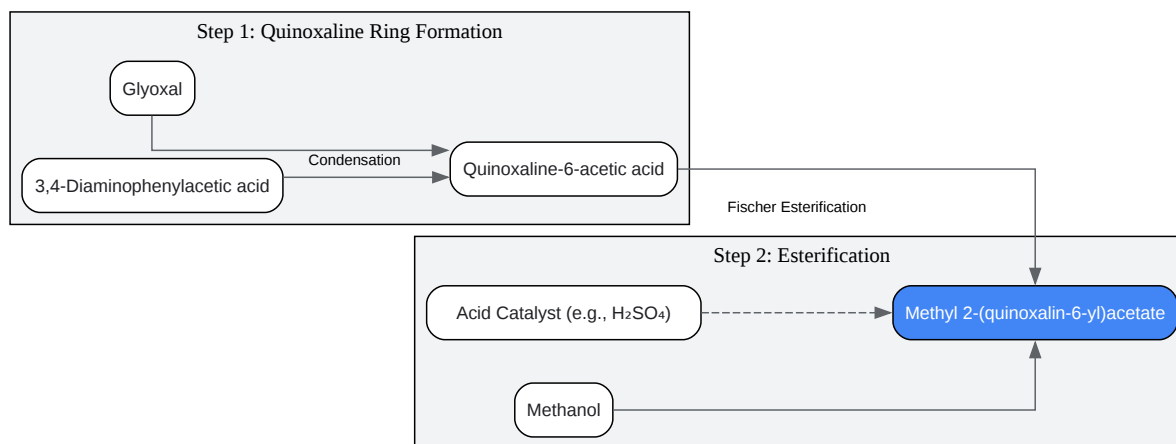 Step 1: Quinoxaline Ring Formation
Glyoxal
Condensation
3,4-Diaminophenylacetic acid
Quinoxaline-6-acetic acid
Fischer Esterification
Step 2: Esterification
Acid Catalyst (e.g., H₂SO₄)
Methyl 2-(quinoxalin-6-yl)acetate
Methanol